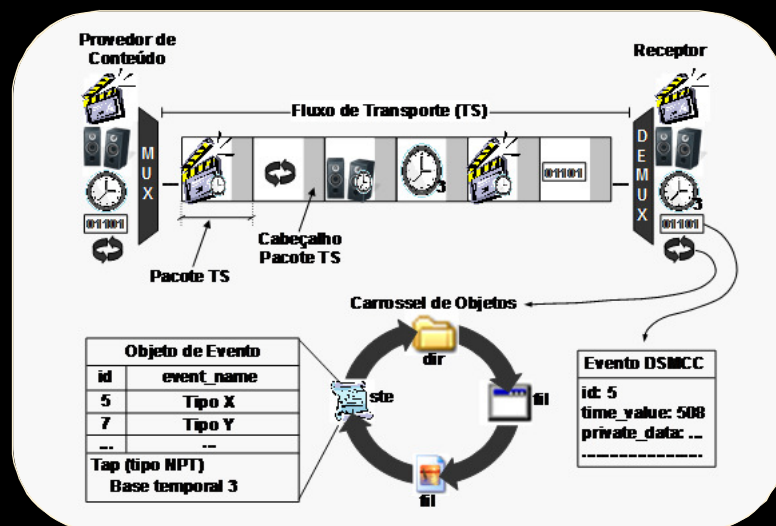 Provedor de
Conteúdo
Receptor
Fluxo de Transporte (TS)
MUX
DEMUX
3
3
01101
01101
01101
Cabeçalho
Pacote TS
Pacote TS
Carrossel de Objetos
dir
fil
fil
ste
Objeto de Evento
id event_name
5 Tipo X
7 Tipo Y
... ...
Tap (tipo NPT)
Base temporal 3
Evento DSMCC
id: 5
time_value: 508
private_data: ...
........................